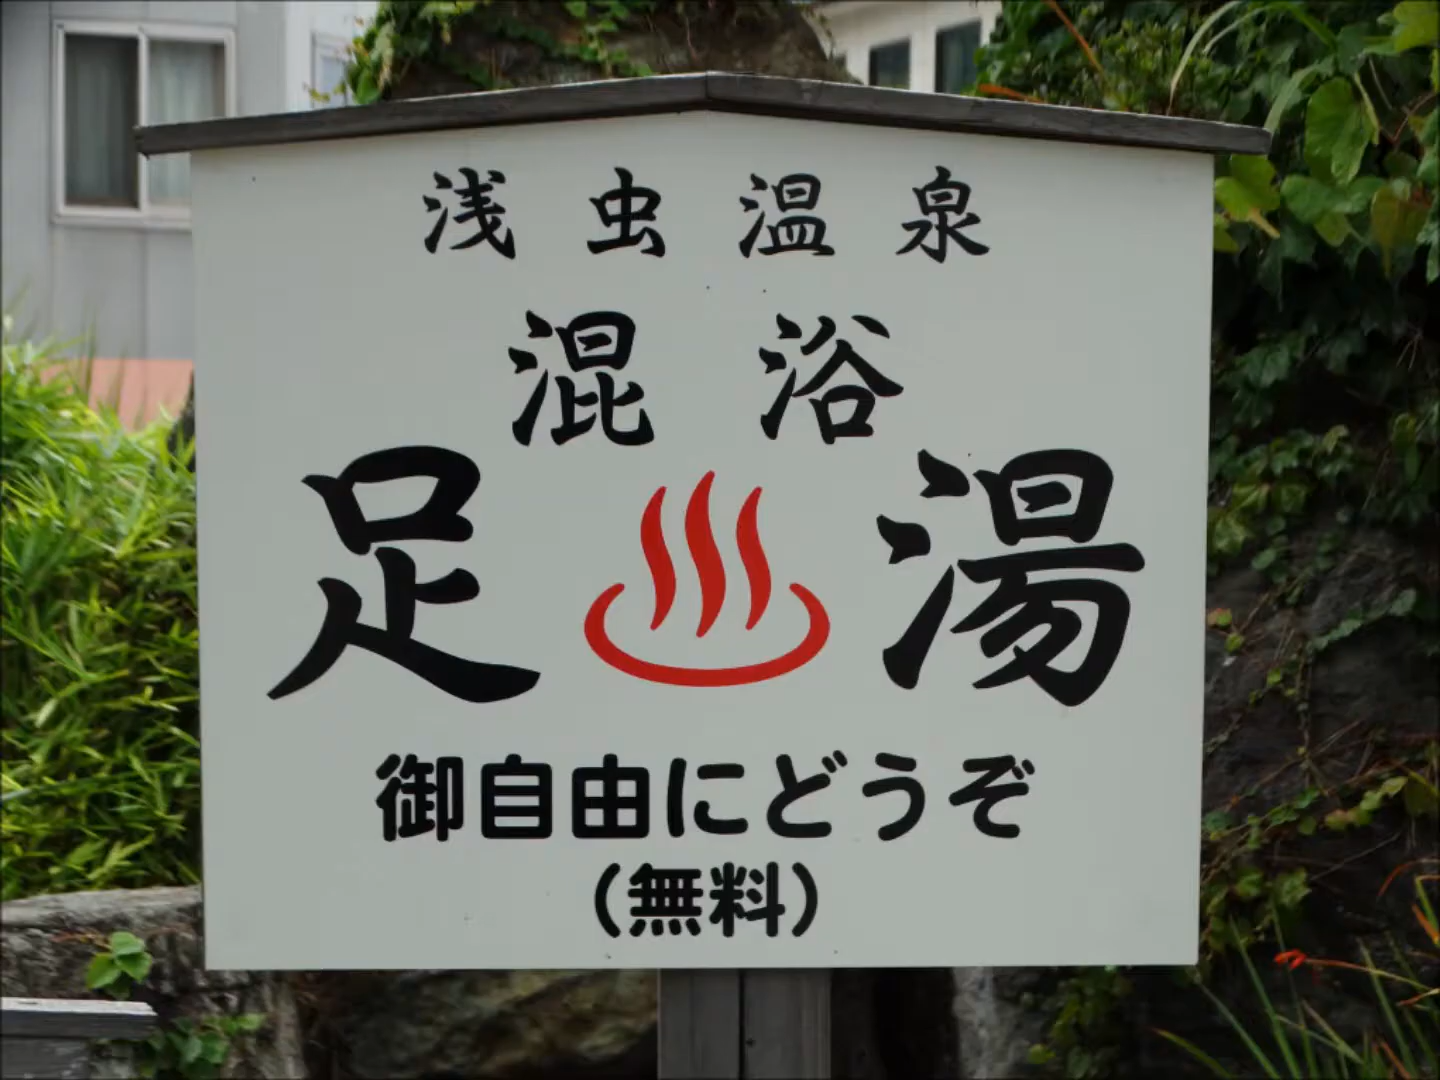 浅虫温泉
混浴
足♨湯
御自由にどうぞ
(無料)